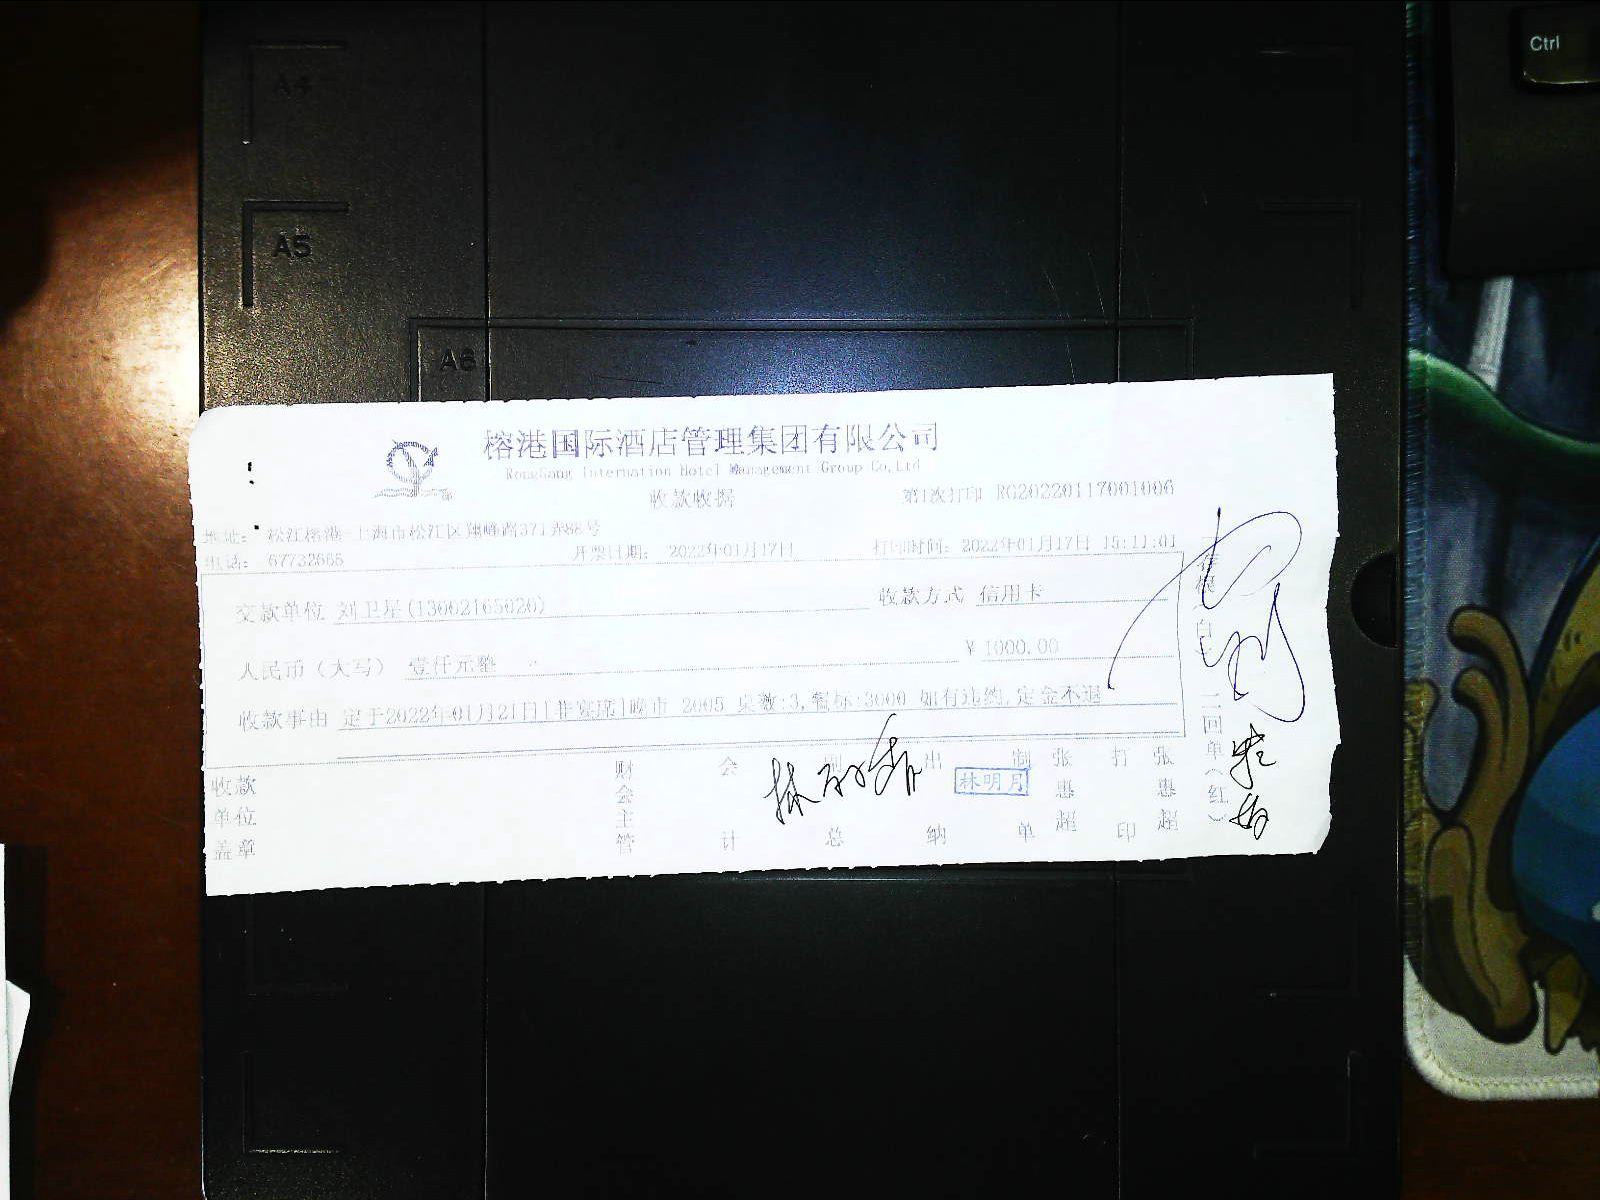 Ctrl
A4
A5
A6
榕港国际酒店管理集团有限公司
RongGang Internation Hotel Management Group Co,Ltd
收款收据
第1次打印 RG20220117001006
地址: 松江榕港-上海市松江区翔峰路371弄88号
电话: 67732666
开票日期: 2022年01月17日
打印时间: 2022年01月17日 15:11:01
交款单位 刘卫星(13002165026)
收款方式 信用卡
人民币（大写） 壹仟元整
￥1000.00
收款事由 定于2022年01月21日[非宴席]晚市 2005 桌数:3,餐标:3000 如有违约,定金不退
一存根（白） 二回单（红）
收款单位盖章
财会主管
会计
副总
出纳
林明月
制单
张惠超
打印
张惠超